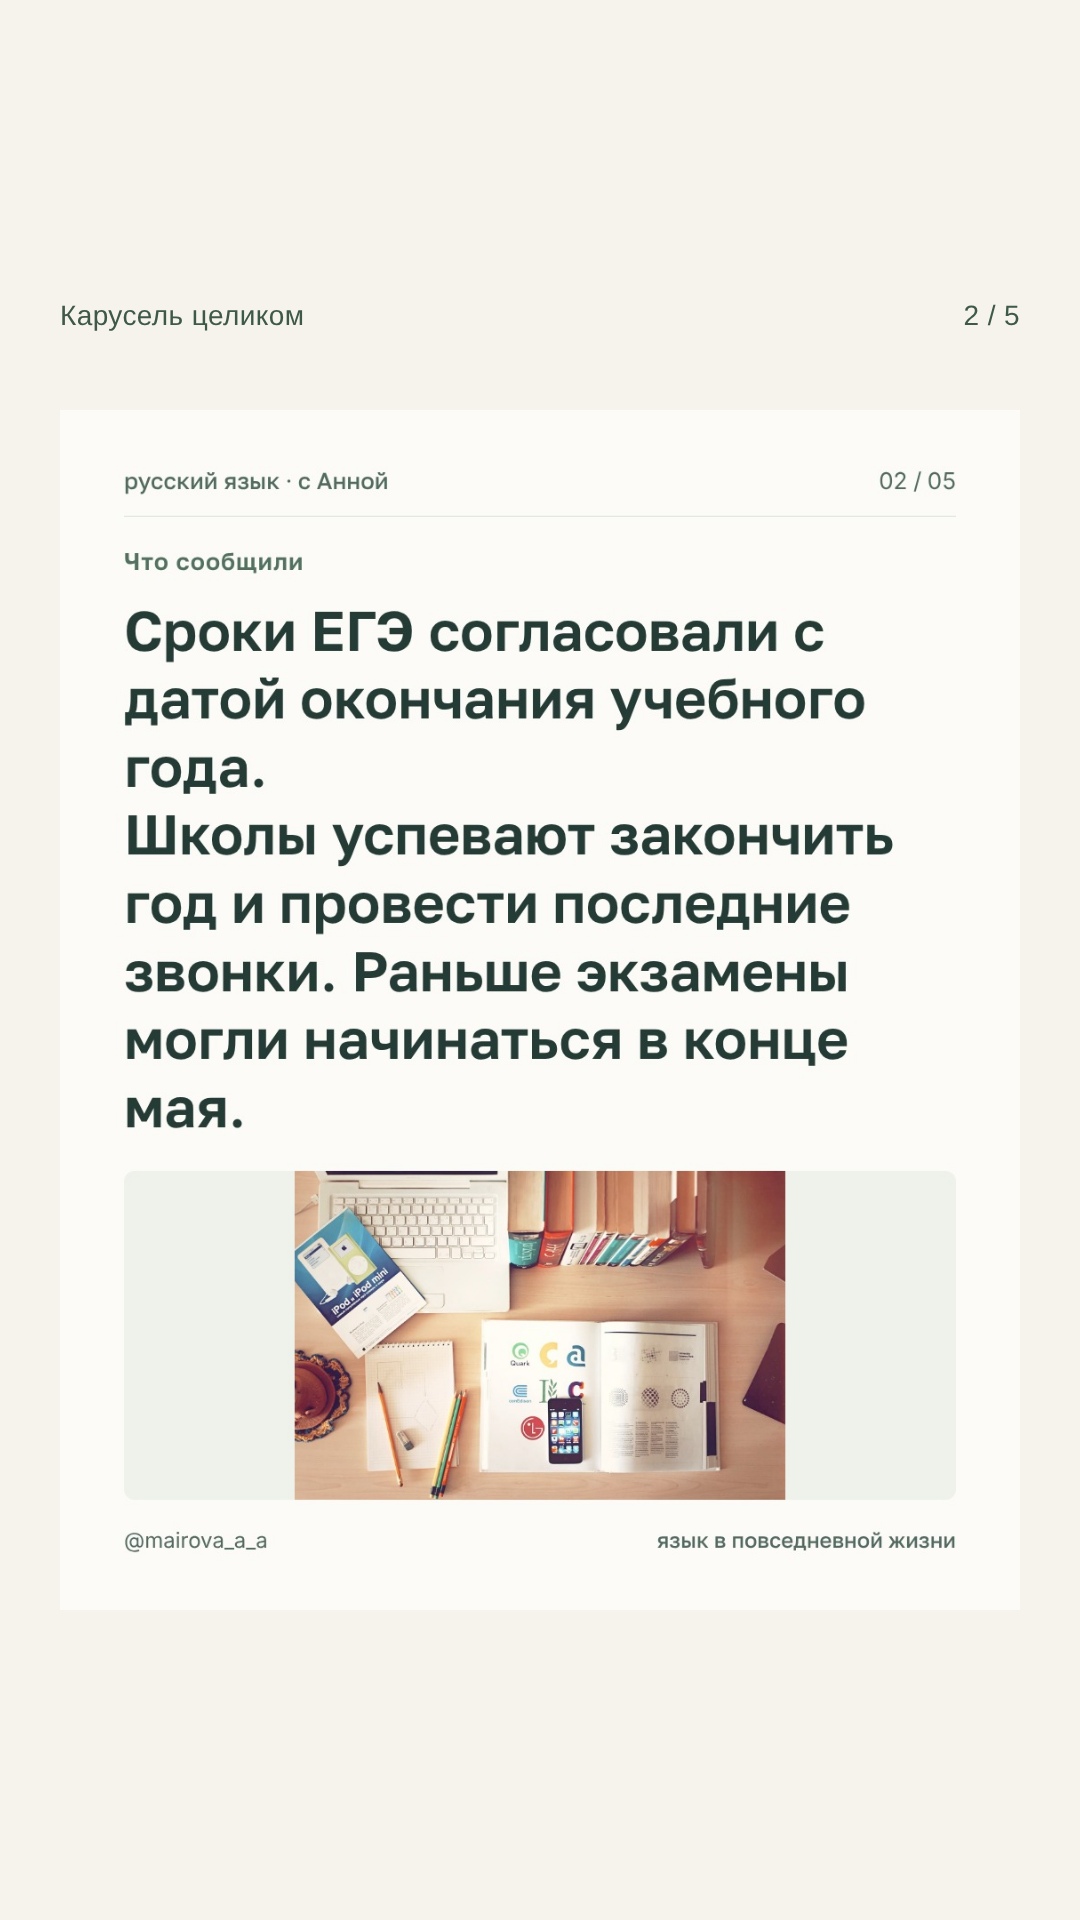 Карусель целиком
2 / 5
русский язык · с Анной
02 / 05
Что сообщили
Сроки ЕГЭ согласовали с
датой окончания учебного
года.
Школы успевают закончить
год и провести последние
звонки. Раньше экзамены
могли начинаться в конце
мая.
iPod и iPod mini
Quark
@mairova_a_a
язык в повседневной жизни